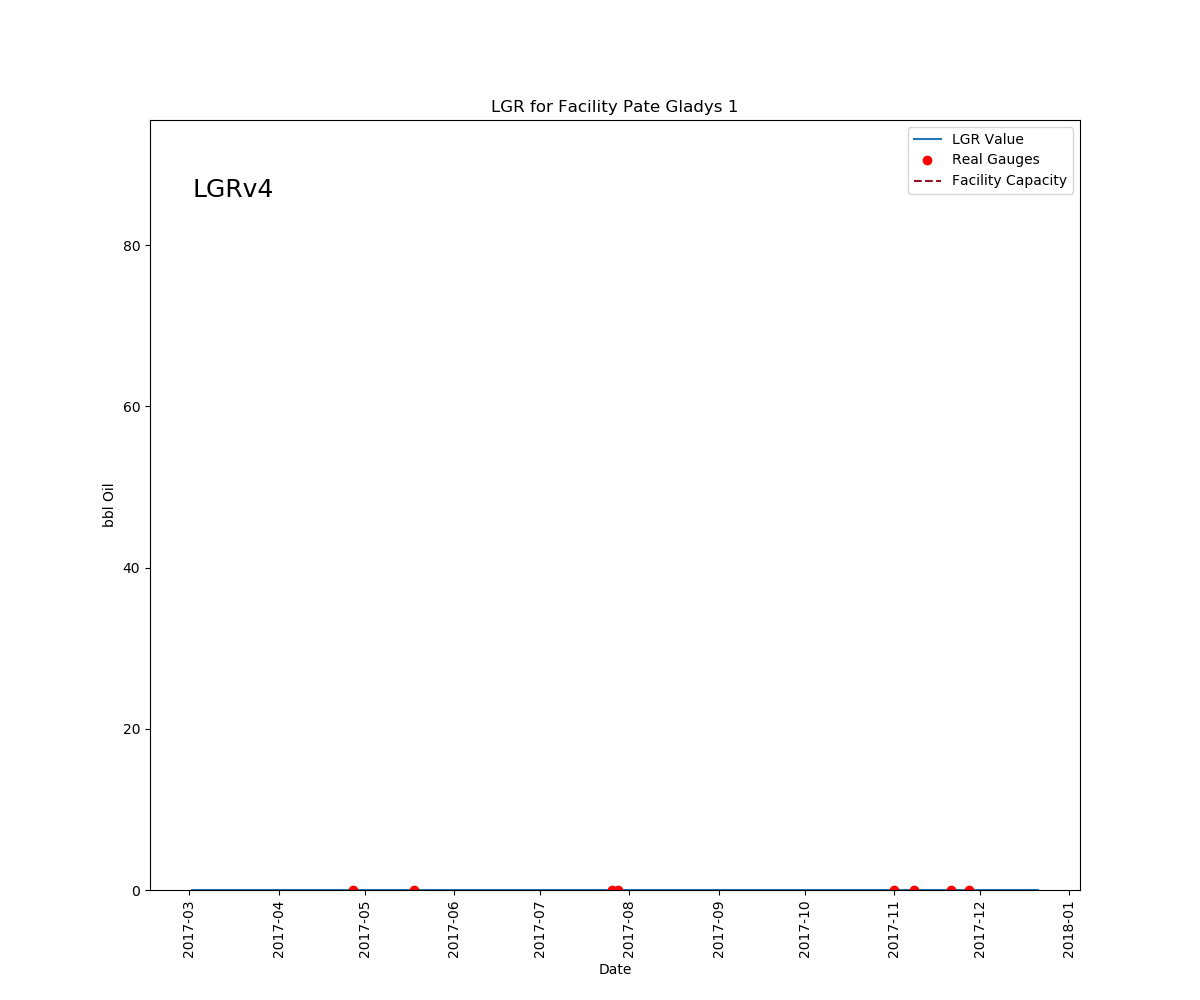 LGR for Facility Pate Gladys 1
LGR Value
Real Gauges
Facility Capacity
LGRv4
80
60
40
20
0
bbl Oil
2017-03
2017-04
2017-05
2017-06
2017-07
2017-08
2017-09
2017-10
2017-11
2017-12
2018-01
Date